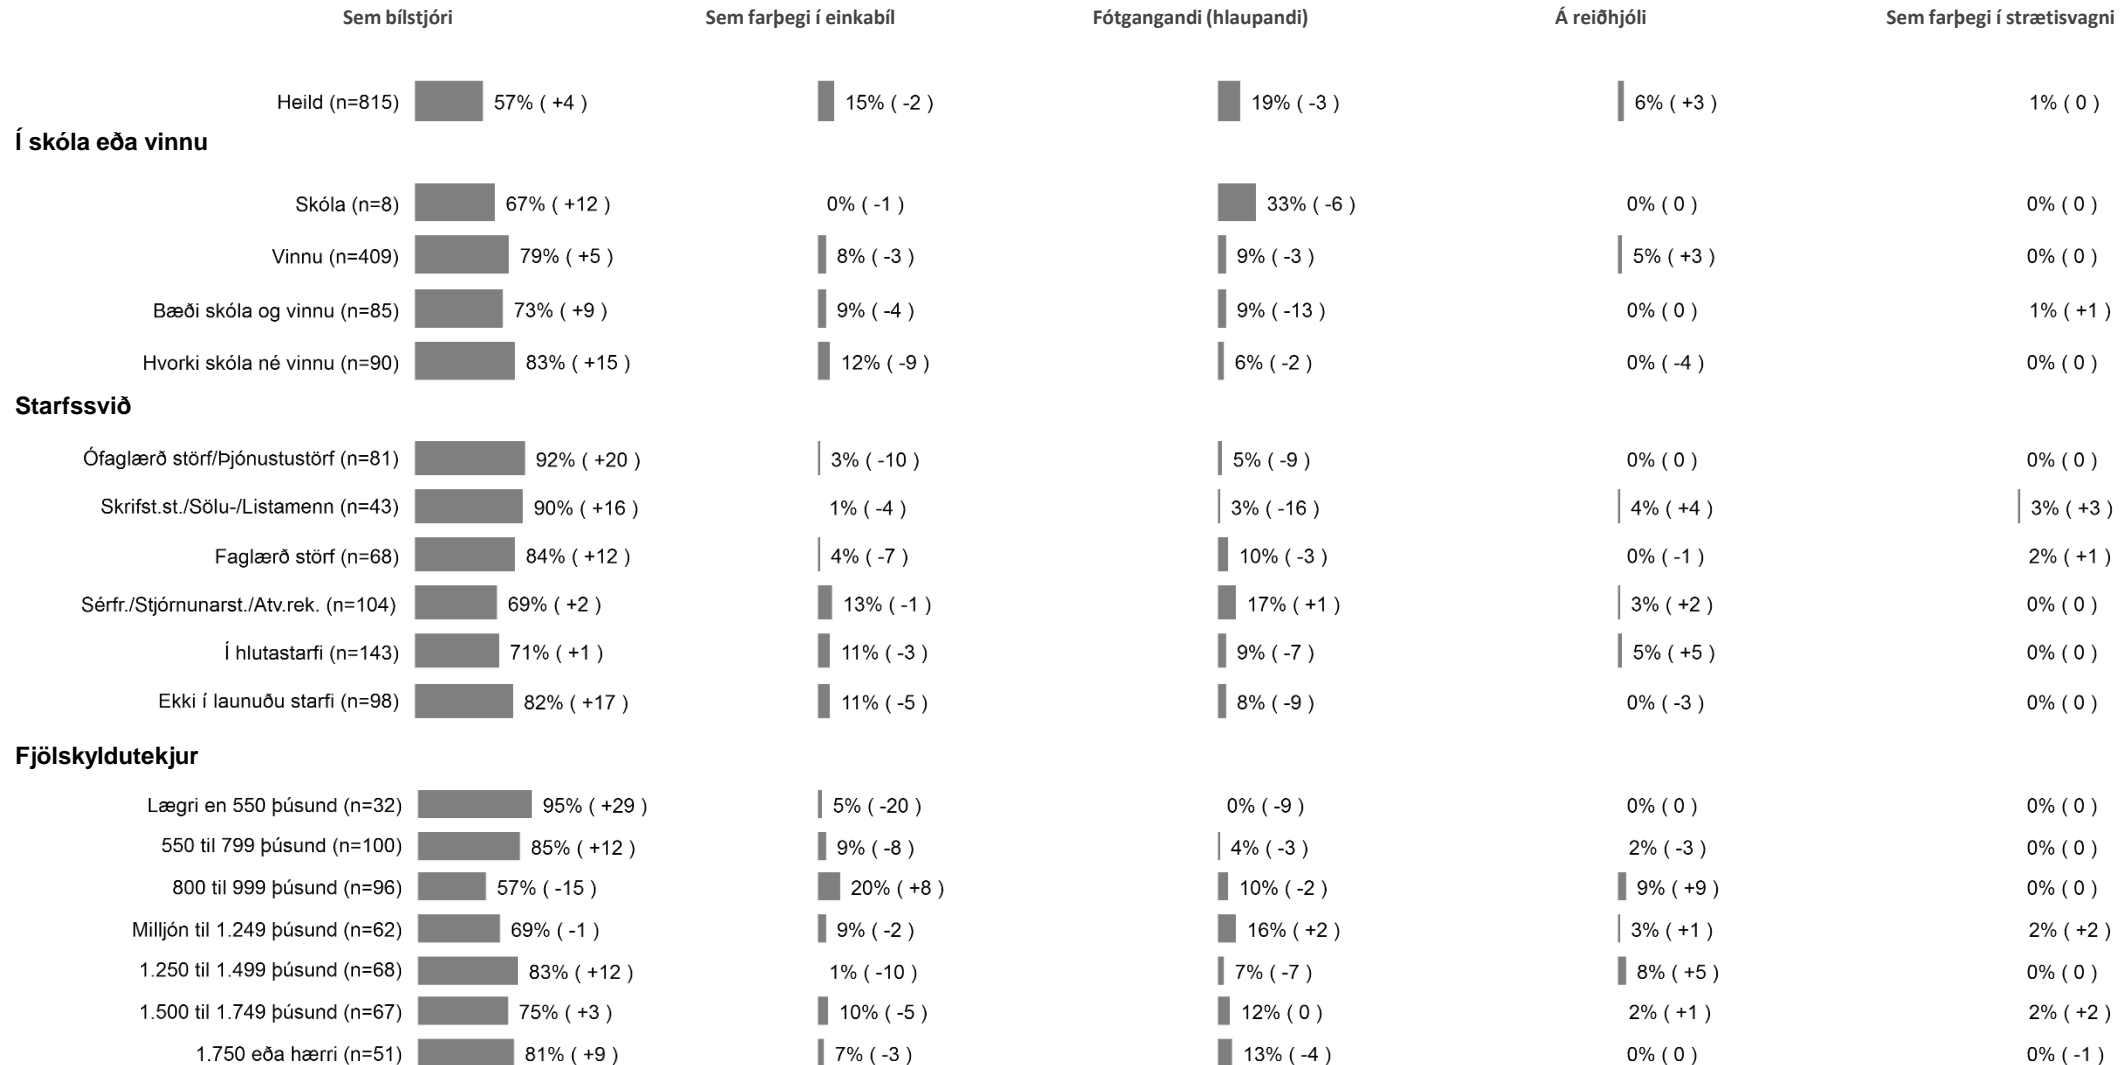 Sem bílstjóri Sem farþegi í einkabíl Fótgangandi (hlaupandi) Á reiðhjóli Sem farþegi í strætisvagni
Heild (n=815) 57% ( +4 ) 15% ( -2 ) 19% ( -3 ) 6% ( +3 ) 1% ( 0 )
Í skóla eða vinnu
Skóla (n=8) 67% ( +12 ) 0% ( -1 ) 33% ( -6 ) 0% ( 0 ) 0% ( 0 )
Vinnu (n=409) 79% ( +5 ) 8% ( -3 ) 9% ( -3 ) 5% ( +3 ) 0% ( 0 )
Bæði skóla og vinnu (n=85) 73% ( +9 ) 9% ( -4 ) 9% ( -13 ) 0% ( 0 ) 1% ( +1 )
Hvorki skóla né vinnu (n=90) 83% ( +15 ) 12% ( -9 ) 6% ( -2 ) 0% ( -4 ) 0% ( 0 )
Starfssvið
Ófaglærð störf/Þjónustustörf (n=81) 92% ( +20 ) 3% ( -10 ) 5% ( -9 ) 0% ( 0 ) 0% ( 0 )
Skrifst.st./Sölu-/Listamenn (n=43) 90% ( +16 ) 1% ( -4 ) 3% ( -16 ) 4% ( +4 ) 3% ( +3 )
Faglærð störf (n=68) 84% ( +12 ) 4% ( -7 ) 10% ( -3 ) 0% ( -1 ) 2% ( +1 )
Sérfr./Stjórnunarst./Atv.rek. (n=104) 69% ( +2 ) 13% ( -1 ) 17% ( +1 ) 3% ( +2 ) 0% ( 0 )
Í hlutastarfi (n=143) 71% ( +1 ) 11% ( -3 ) 9% ( -7 ) 5% ( +5 ) 0% ( 0 )
Ekki í launuðu starfi (n=98) 82% ( +17 ) 11% ( -5 ) 8% ( -9 ) 0% ( -3 ) 0% ( 0 )
Fjölskyldutekjur
Lægri en 550 þúsund (n=32) 95% ( +29 ) 5% ( -20 ) 0% ( -9 ) 0% ( 0 ) 0% ( 0 )
550 til 799 þúsund (n=100) 85% ( +12 ) 9% ( -8 ) 4% ( -3 ) 2% ( -3 ) 0% ( 0 )
800 til 999 þúsund (n=96) 57% ( -15 ) 20% ( +8 ) 10% ( -2 ) 9% ( +9 ) 0% ( 0 )
Milljón til 1.249 þúsund (n=62) 69% ( -1 ) 9% ( -2 ) 16% ( +2 ) 3% ( +1 ) 2% ( +2 )
1.250 til 1.499 þúsund (n=68) 83% ( +12 ) 1% ( -10 ) 7% ( -7 ) 8% ( +5 ) 0% ( 0 )
1.500 til 1.749 þúsund (n=67) 75% ( +3 ) 10% ( -5 ) 12% ( 0 ) 2% ( +1 ) 2% ( +2 )
1.750 eða hærri (n=51) 81% ( +9 ) 7% ( -3 ) 13% ( -4 ) 0% ( 0 ) 0% ( -1 )